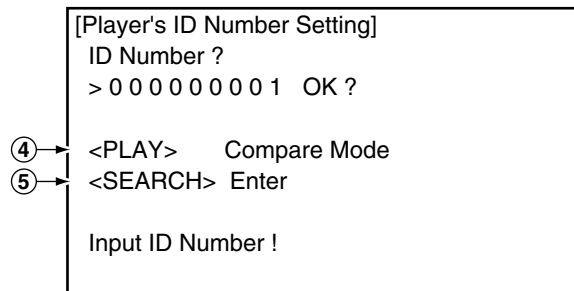 [Player's ID Number Setting]
ID Number ?
> 0 0 0 0 0 0 0 0 1 OK ?
④ <PLAY> Compare Mode
⑤ <SEARCH> Enter
Input ID Number !